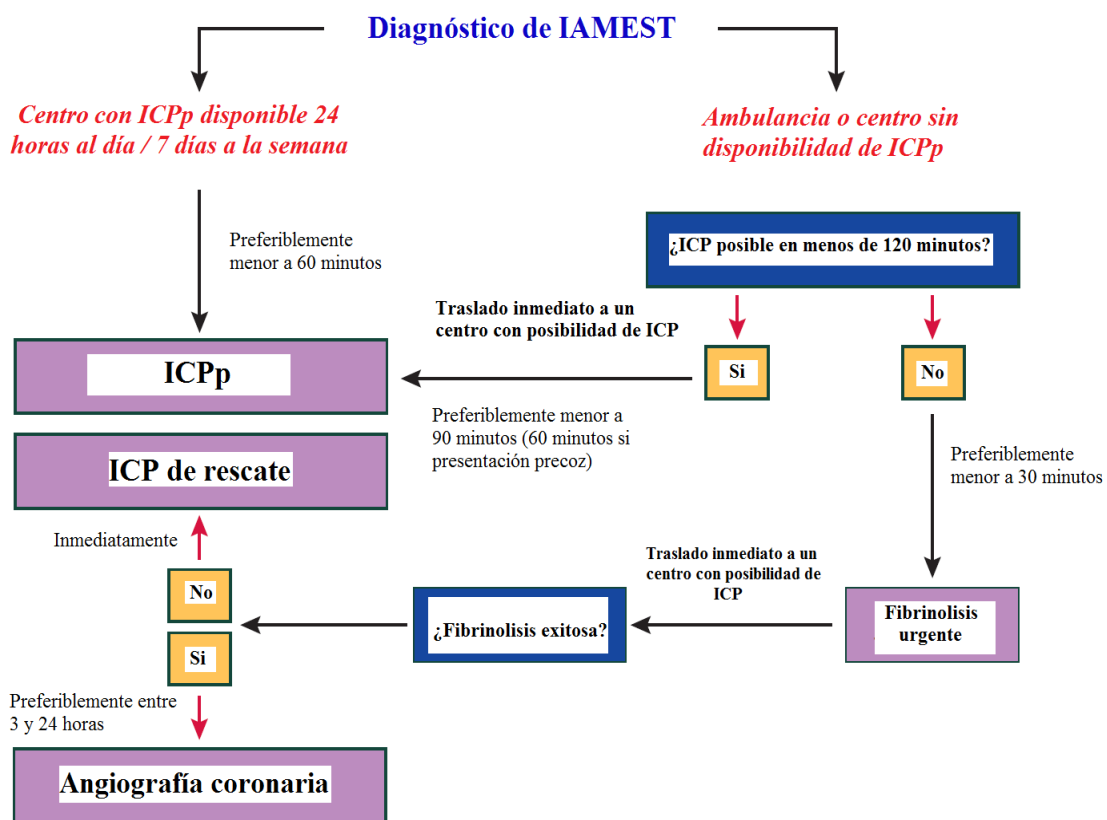 Diagnóstico de IAMEST
Centro con ICPp disponible 24
horas al día / 7 días a la semana
Ambulancia o centro sin
disponibilidad de ICPp
Preferiblemente
menor a 60 minutos
¿ICP posible en menos de 120 minutos?
Traslado inmediato a un
centro con posibilidad de ICP
ICPp
Si
No
Preferiblemente menor a
90 minutos (60 minutos si
presentación precoz)
Preferiblemente
menor a 30 minutos
ICP de rescate
Inmediatamente
Traslado inmediato a un
centro con posibilidad de
ICP
No
¿Fibrinolisis exitosa?
Fibrinolisis
urgente
Si
Preferiblemente entre
3 y 24 horas
Angiografía coronaria